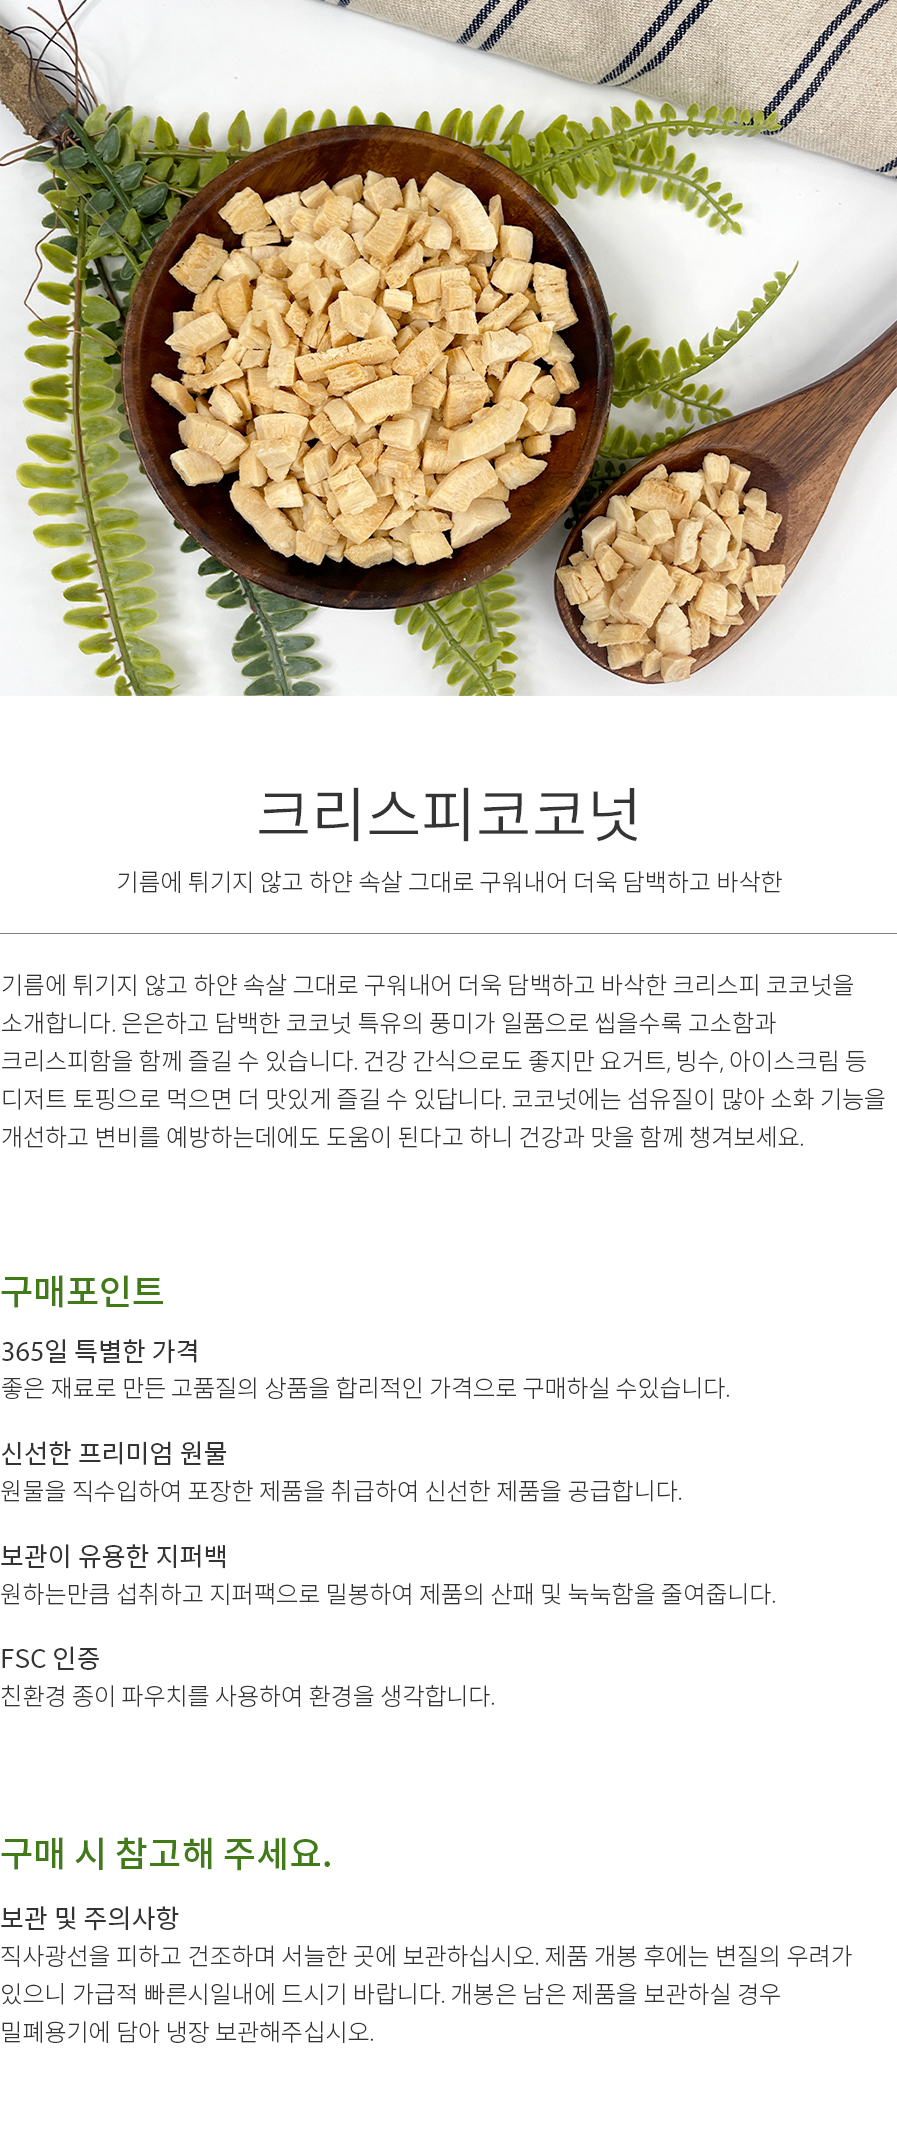 크리스피코코넛
기름에 튀기지 않고 하얀 속살 그대로 구워내어 더욱 담백하고 바삭한
기름에 튀기지 않고 하얀 속살 그대로 구워내어 더욱 담백하고 바삭한 크리스피 코코넛을
소개합니다. 은은하고 담백한 코코넛 특유의 풍미가 일품으로 씹을수록 고소함과
크리스피함을 함께 즐길 수 있습니다. 건강 간식으로도 좋지만 요거트, 빙수, 아이스크림 등
디저트 토핑으로 먹으면 더 맛있게 즐길 수 있답니다. 코코넛에는 섬유질이 많아 소화 기능을
개선하고 변비를 예방하는데에도 도움이 된다고 하니 건강과 맛을 함께 챙겨보세요.
구매포인트
365일 특별한 가격
좋은 재료로 만든 고품질의 상품을 합리적인 가격으로 구매하실 수있습니다.
신선한 프리미엄 원물
원물을 직수입하여 포장한 제품을 취급하여 신선한 제품을 공급합니다.
보관이 유용한 지퍼백
원하는만큼 섭취하고 지퍼팩으로 밀봉하여 제품의 산패 및 눅눅함을 줄여줍니다.
FSC 인증
친환경 종이 파우치를 사용하여 환경을 생각합니다.
구매 시 참고해 주세요.
보관 및 주의사항
직사광선을 피하고 건조하며 서늘한 곳에 보관하십시오. 제품 개봉 후에는 변질의 우려가
있으니 가급적 빠른시일내에 드시기 바랍니다. 개봉은 남은 제품을 보관하실 경우
밀폐용기에 담아 냉장 보관해주십시오.